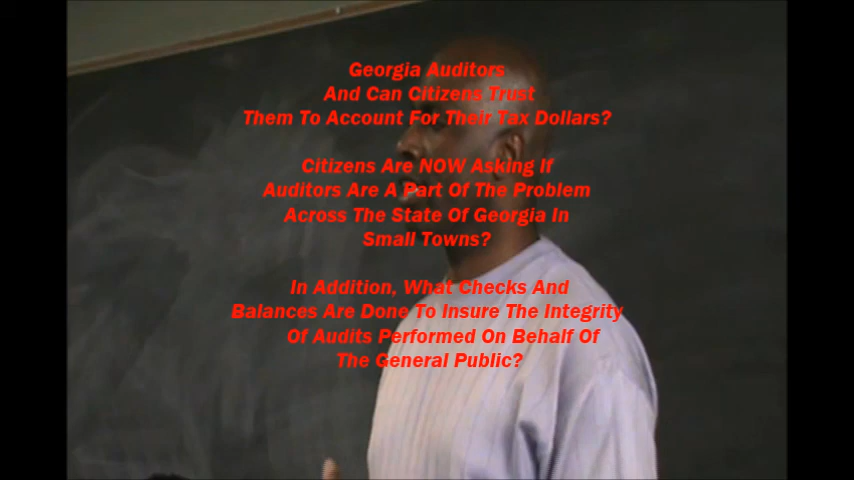 Georgia Auditors
And Can Citizens Trust
Them To Account For Their Tax Dollars?
Citizens Are NOW Asking If
Auditors Are A Part Of The Problem
Across The State Of Georgia In
Small Towns?
In Addition, What Checks And
Balances Are Done To Insure The Integrity
Of Audits Performed On Behalf Of
The General Public?